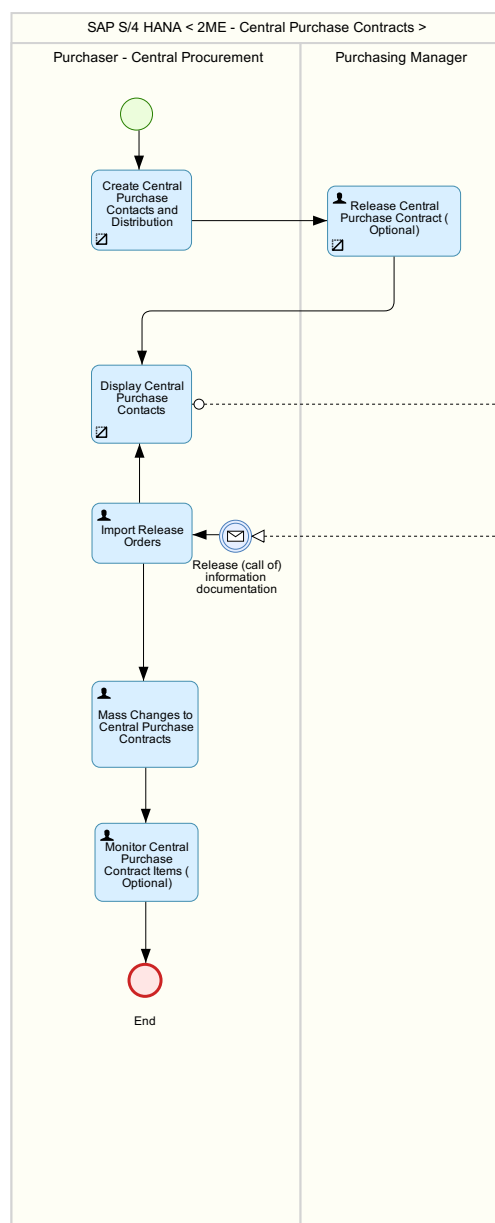 SAP S/4 HANA < 2ME - Central Purchase Contracts >
Purchaser - Central Procurement
Purchasing Manager
Create Central
Purchase
Contacts and
Distribution
Release Central
Purchase Contract (
Optional)
Display Central
Purchase
Contacts
Import Release
Orders
Release (call of)
information
documentation
Mass Changes to
Central Purchase
Contracts
Monitor Central
Purchase
Contract Items (
Optional)
End